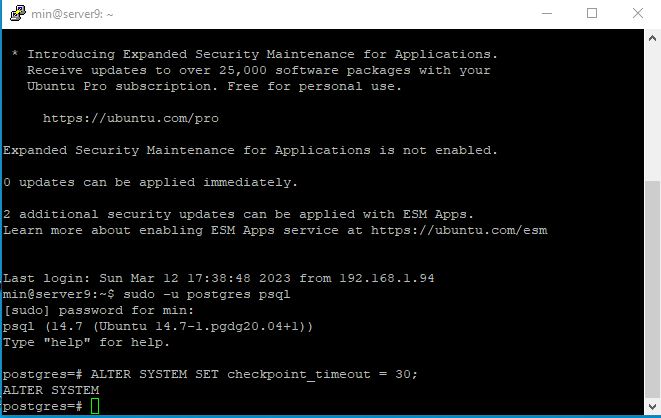 min@server9: ~
* Introducing Expanded Security Maintenance for Applications.
Receive updates to over 25,000 software packages with your
Ubuntu Pro subscription. Free for personal use.
https://ubuntu.com/pro
Expanded Security Maintenance for Applications is not enabled.
0 updates can be applied immediately.
2 additional security updates can be applied with ESM Apps.
Learn more about enabling ESM Apps service at https://ubuntu.com/esm
Last login: Sun Mar 12 17:38:48 2023 from 192.168.1.94
min@server9:~$ sudo -u postgres psql
[sudo] password for min:
psql (14.7 (Ubuntu 14.7-1.pgdg20.04+1))
Type "help" for help.
postgres=# ALTER SYSTEM SET checkpoint_timeout = 30;
ALTER SYSTEM
postgres=#